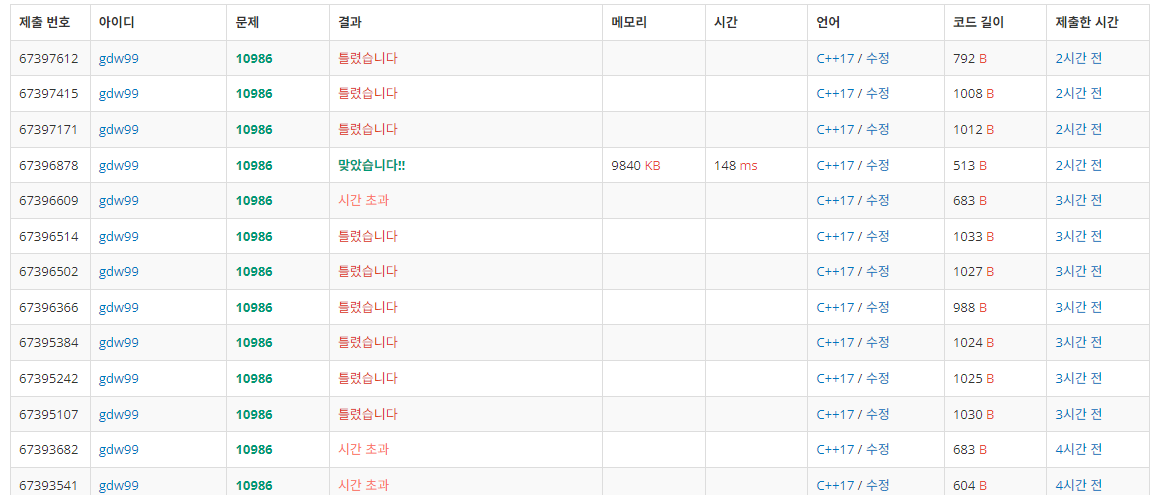 제출 번호 아이디 문제 결과 메모리 시간 언어 코드 길이 제출한 시간
67397612 gdw99 10986 틀렸습니다 C++17 / 수정 792 B 2시간 전
67397415 gdw99 10986 틀렸습니다 C++17 / 수정 1008 B 2시간 전
67397171 gdw99 10986 틀렸습니다 C++17 / 수정 1012 B 2시간 전
67396878 gdw99 10986 맞았습니다!! 9840 KB 148 ms C++17 / 수정 513 B 2시간 전
67396609 gdw99 10986 시간 초과 C++17 / 수정 683 B 3시간 전
67396514 gdw99 10986 틀렸습니다 C++17 / 수정 1033 B 3시간 전
67396502 gdw99 10986 틀렸습니다 C++17 / 수정 1027 B 3시간 전
67396366 gdw99 10986 틀렸습니다 C++17 / 수정 988 B 3시간 전
67395384 gdw99 10986 틀렸습니다 C++17 / 수정 1024 B 3시간 전
67395242 gdw99 10986 틀렸습니다 C++17 / 수정 1025 B 3시간 전
67395107 gdw99 10986 틀렸습니다 C++17 / 수정 1030 B 3시간 전
67393682 gdw99 10986 시간 초과 C++17 / 수정 683 B 4시간 전
67393541 gdw99 10986 시간 초과 C++17 / 수정 604 B 4시간 전